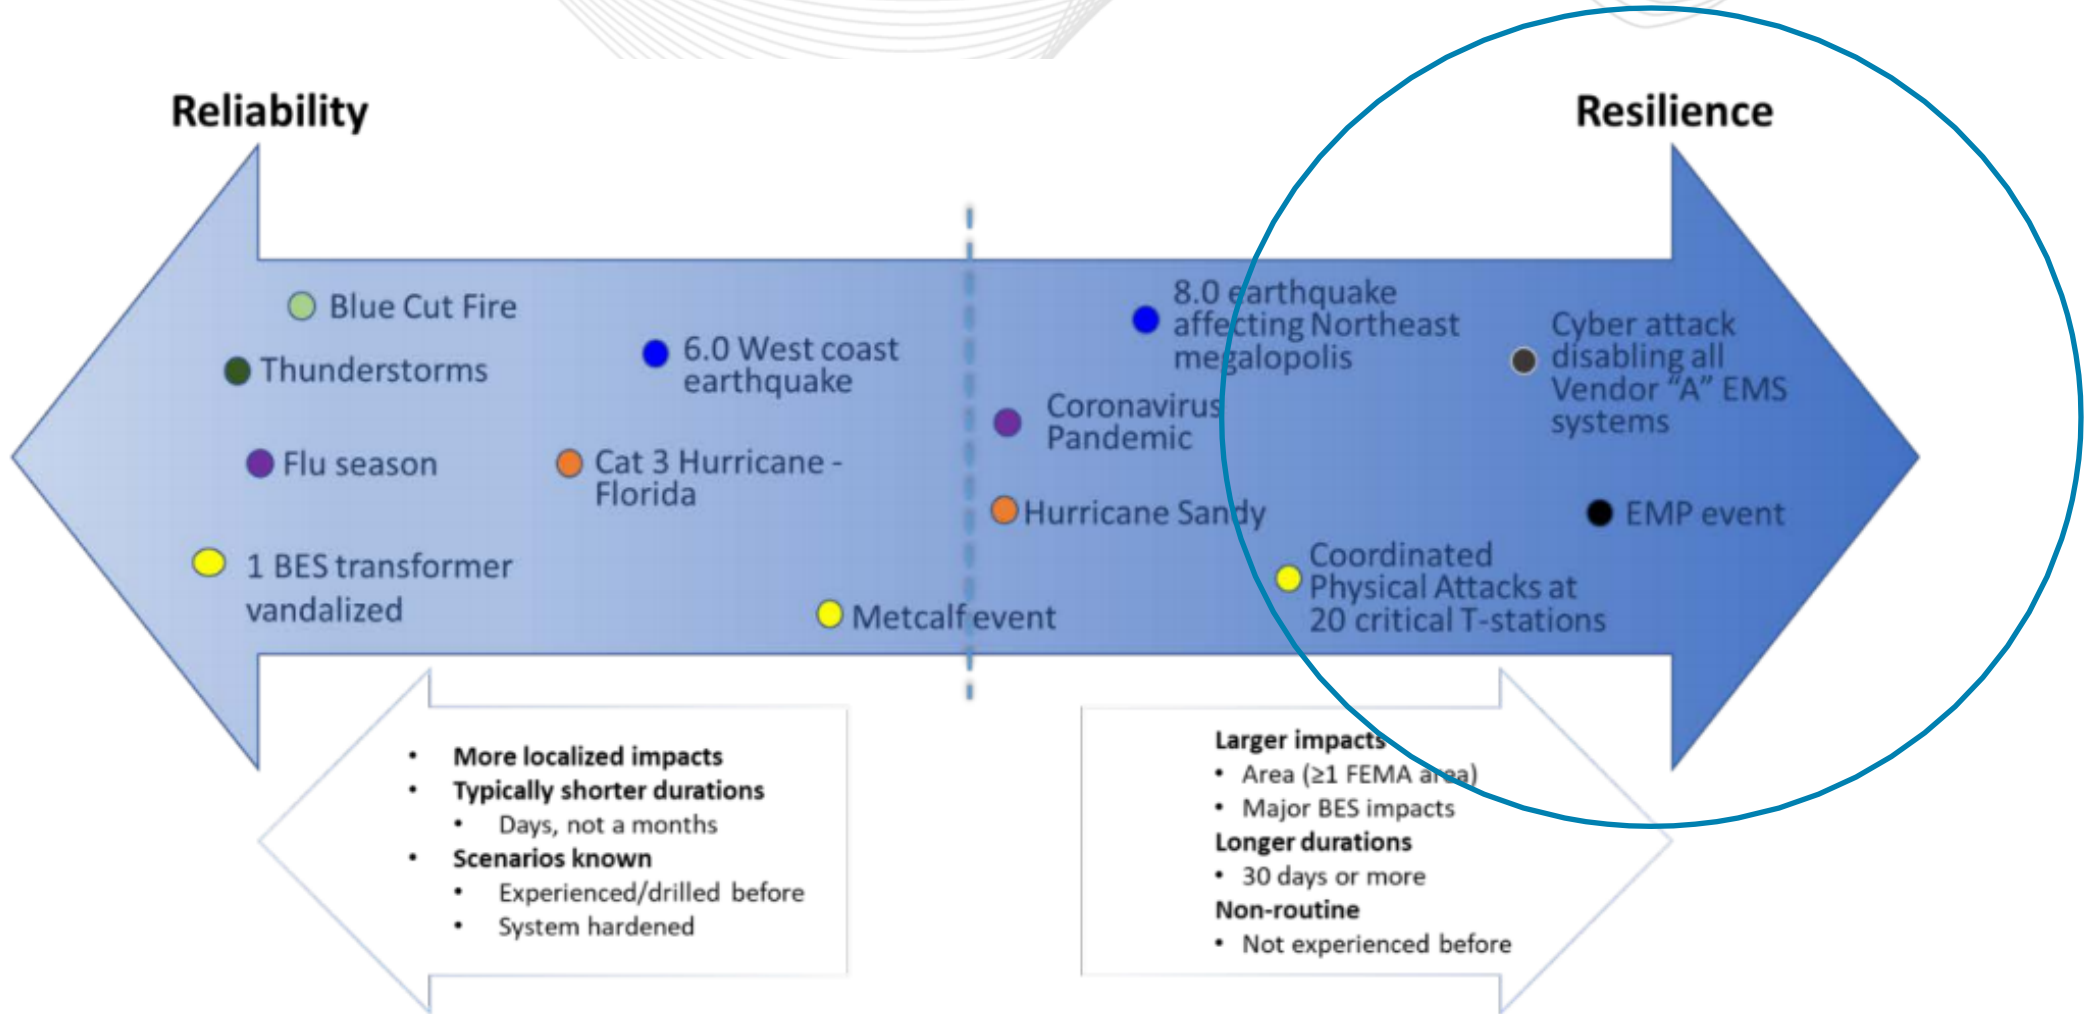 Reliability
Resilience
Blue Cut Fire
Thunderstorms
Flu season
1 BES transformer
vandalized
6.0 West coast
earthquake
Cat 3 Hurricane -
Florida
Metcalf event
8.0 earthquake
affecting Northeast
megalopolis
Coronavirus
Pandemic
Hurricane Sandy
Coordinated
Physical Attacks at
20 critical T-stations
Cyber attack
disabling all
Vendor “A” EMS
systems
EMP event
• More localized impacts
• Typically shorter durations
• Days, not a months
• Scenarios known
• Experienced/drilled before
• System hardened
Larger impacts
• Area (≥1 FEMA area)
• Major BES impacts
Longer durations
• 30 days or more
Non-routine
• Not experienced before